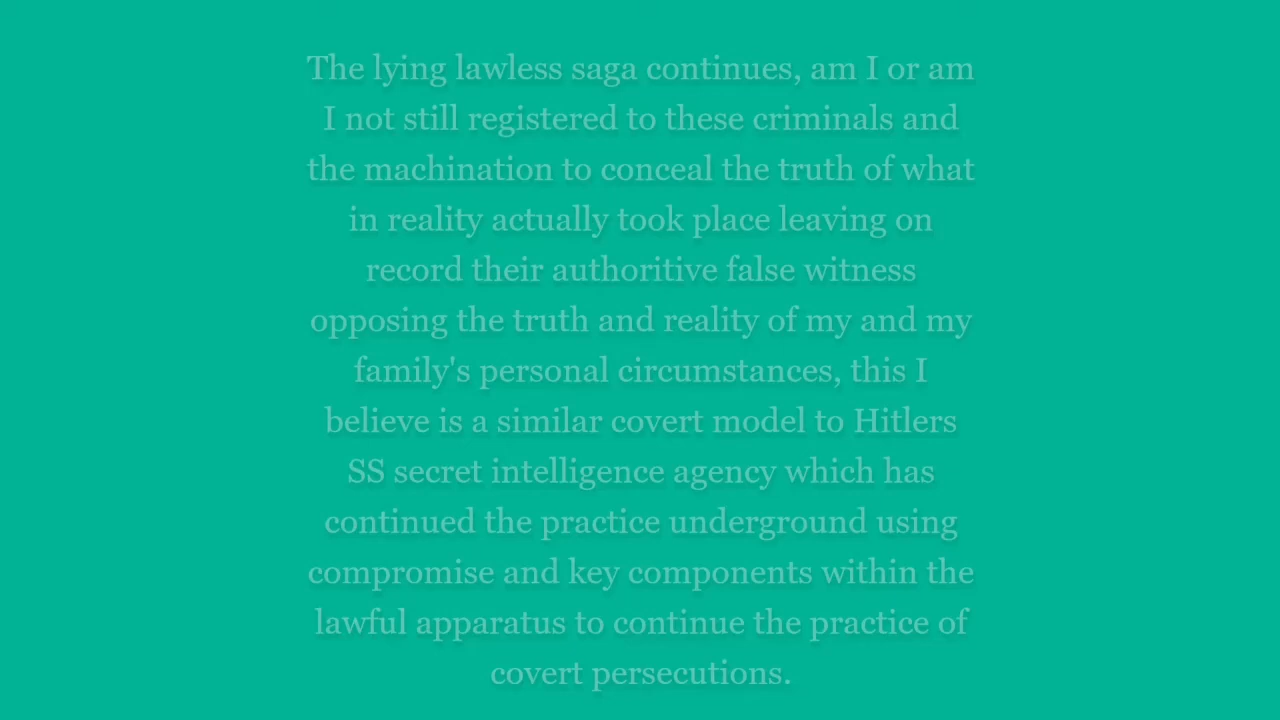 The lying lawless saga continues, am I or am
I not still registered to these criminals and
the machination to conceal the truth of what
in reality actually took place leaving on
record their authoritive false witness
opposing the truth and reality of my and my
family's personal circumstances, this I
believe is a similar covert model to Hitlers
SS secret intelligence agency which has
continued the practice underground using
compromise and key components within the
lawful apparatus to continue the practice of
covert persecutions.